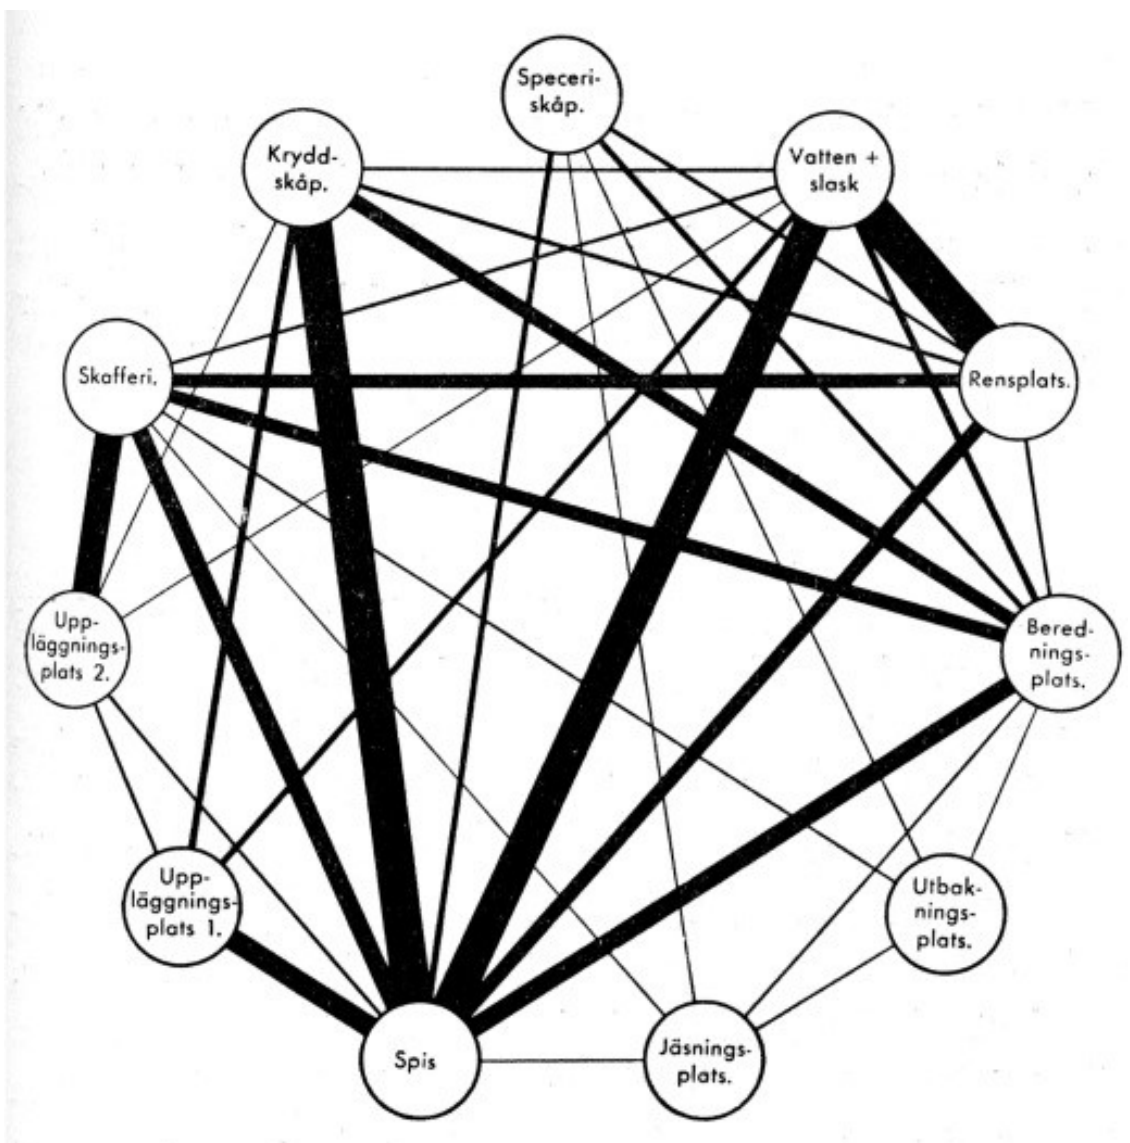 Speceri-
skåp.
Krydd-
skåp.
Vatten +
slask
Skafferi.
Rensplats.
Upp-
läggnings-
plats 2.
Bered-
nings-
plats.
Upp-
läggnings-
plats 1.
Utbak-
nings-
plats.
Spis
Jäsnings-
plats.